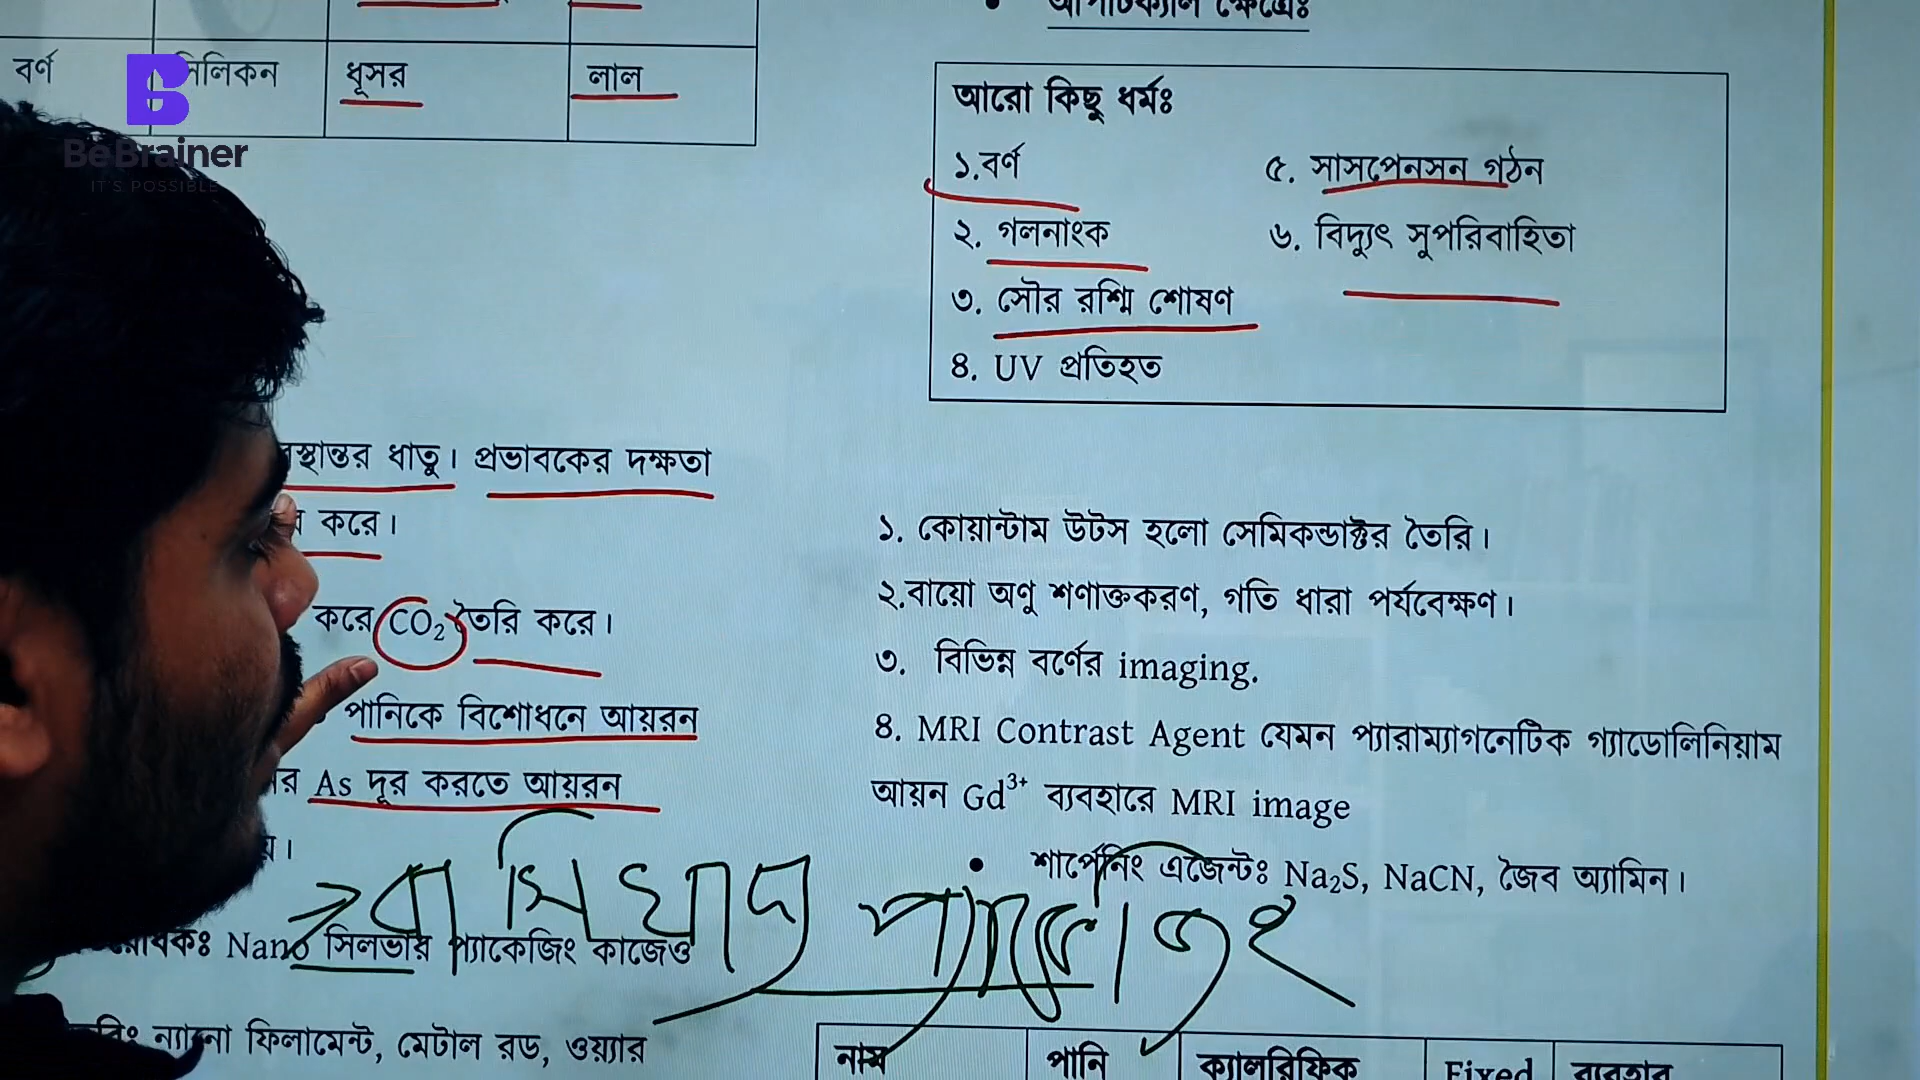 বর্ণ সিলিকন ধূসর লাল
BeBrainer
IT'S POSSIBLE
স্থান্তর ধাতু। প্রভাবকের দক্ষতা
করে।
করে CO₂ তৈরি করে।
পানিকে বিশোধনে আয়রন
As দূর করতে আয়রন
Nano সিলভার প্যাকেজিং কাজেও
ন্যানো ফিলামেন্ট, মেটাল রড, ওয়্যার
অপটিক্যাল ক্ষেত্রেঃ
আরো কিছু ধর্মঃ
১.বর্ণ
২. গলনাংক
৩. সৌর রশ্মি শোষণ
৪. UV প্রতিহত
৫. সাসপেনসন গঠন
৬. বিদ্যুৎ সুপরিবাহিতা
১. কোয়ান্টাম উটস হলো সেমিকন্ডাক্টর তৈরি।
২.বায়ো অণু শণাক্তকরণ, গতি ধারা পর্যবেক্ষণ।
৩. বিভিন্ন বর্ণের imaging.
৪. MRI Contrast Agent যেমন প্যারাম্যাগনেটিক গ্যাডোলিনিয়াম
আয়ন Gd³⁺ ব্যবহারে MRI image
• শার্পেনিং এজেন্টঃ Na₂S, NaCN, জৈব অ্যামিন।
নাম পানি ক্যালরিফিক Fixed ব্যবহার